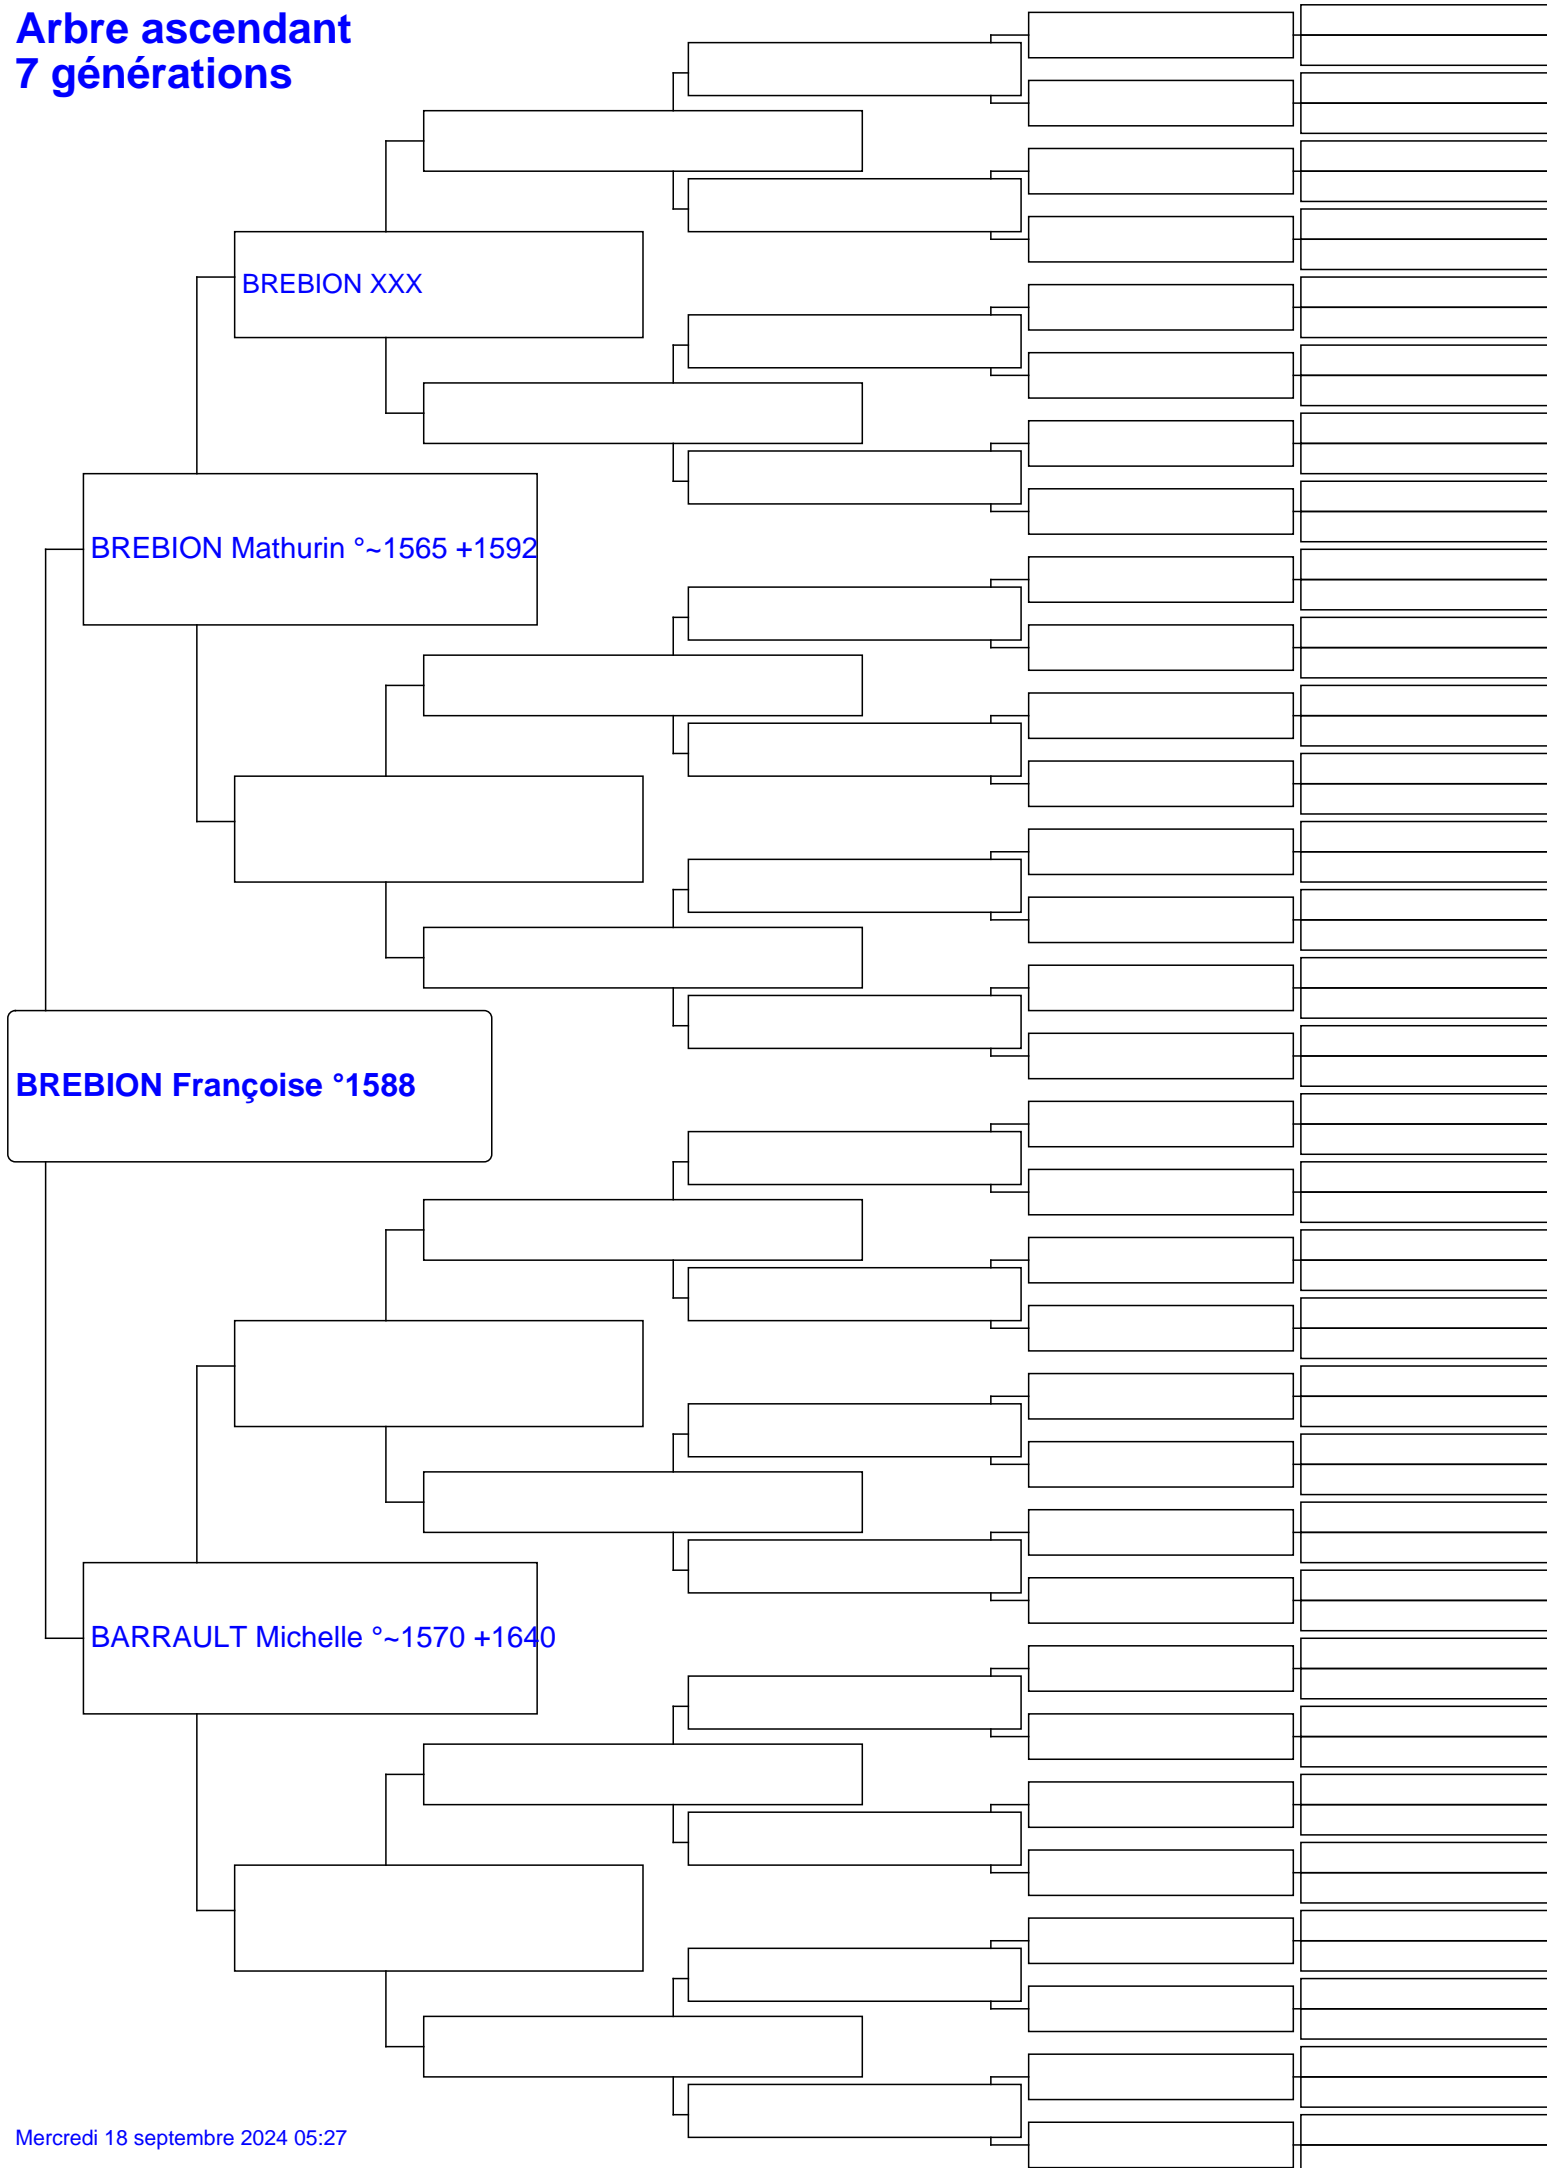 Arbre ascendant
7 générations
BREBION XXX
BREBION Mathurin °~1565 +1592
BREBION Françoise °1588
BARRAULT Michelle °~1570 +1640
Mercredi 18 septembre 2024 05:27